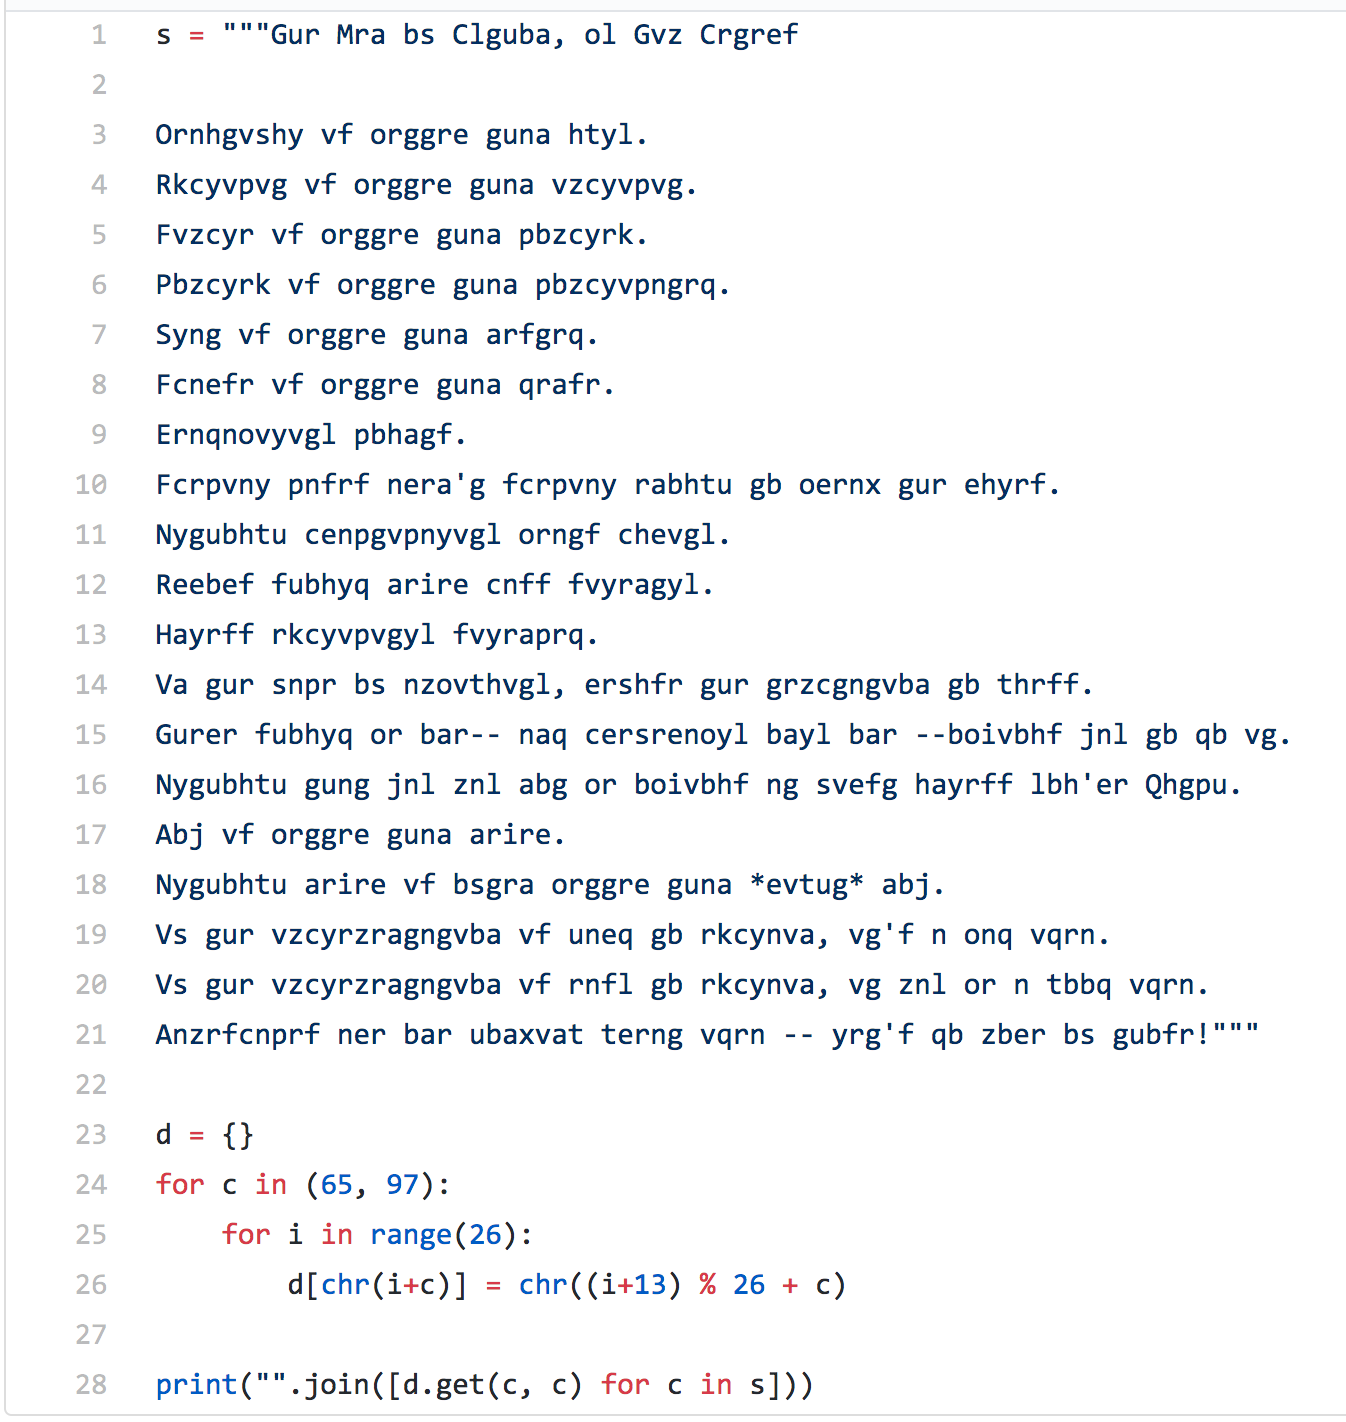 1 s = """Gur Mra bs Clguba, ol Gvz Crgref
2
3 Ornhgvshy vf orggre guna htyl.
4 Rkcyvpvg vf orggre guna vzcyvpvg.
5 Fvzcyr vf orggre guna pbzcyrk.
6 Pbzcyrk vf orggre guna pbzcyvpngrq.
7 Syng vf orggre guna arfgrq.
8 Fcnefr vf orggre guna qrafr.
9 Ernqnovyvgl pbhagf.
10 Fcrpvny pnfrf nera'g fcrpvny rabhtu gb oernx gur ehyrf.
11 Nygubhtu cenpgvpnyvgl orngf chevgl.
12 Reebef fubhyq arire cnff fvyragyl.
13 Hayrff rkcyvpvgyl fvyraprq.
14 Va gur snpr bs nzovthvgl, ershfr gur grzcgngvba gb thrff.
15 Gurer fubhyq or bar-- naq cersrenoyl bayl bar --boivbhf jnl gb qb vg.
16 Nygubhtu gung jnl znl abg or boivbhf ng svefg hayrff lbh'er Qhgpu.
17 Abj vf orggre guna arire.
18 Nygubhtu arire vf bsgra orggre guna *evtug* abj.
19 Vs gur vzcyrzragngvba vf uneq gb rkcynva, vg'f n onq vqrn.
20 Vs gur vzcyrzragngvba vf rnfl gb rkcynva, vg znl or n tbbq vqrn.
21 Anzrfcnprf ner bar ubaxvat terng vqrn -- yrg'f qb zber bs gubfr!"""
22
23 d = {}
24 for c in (65, 97):
25     for i in range(26):
26         d[chr(i+c)] = chr((i+13) % 26 + c)
27
28 print("".join([d.get(c, c) for c in s]))